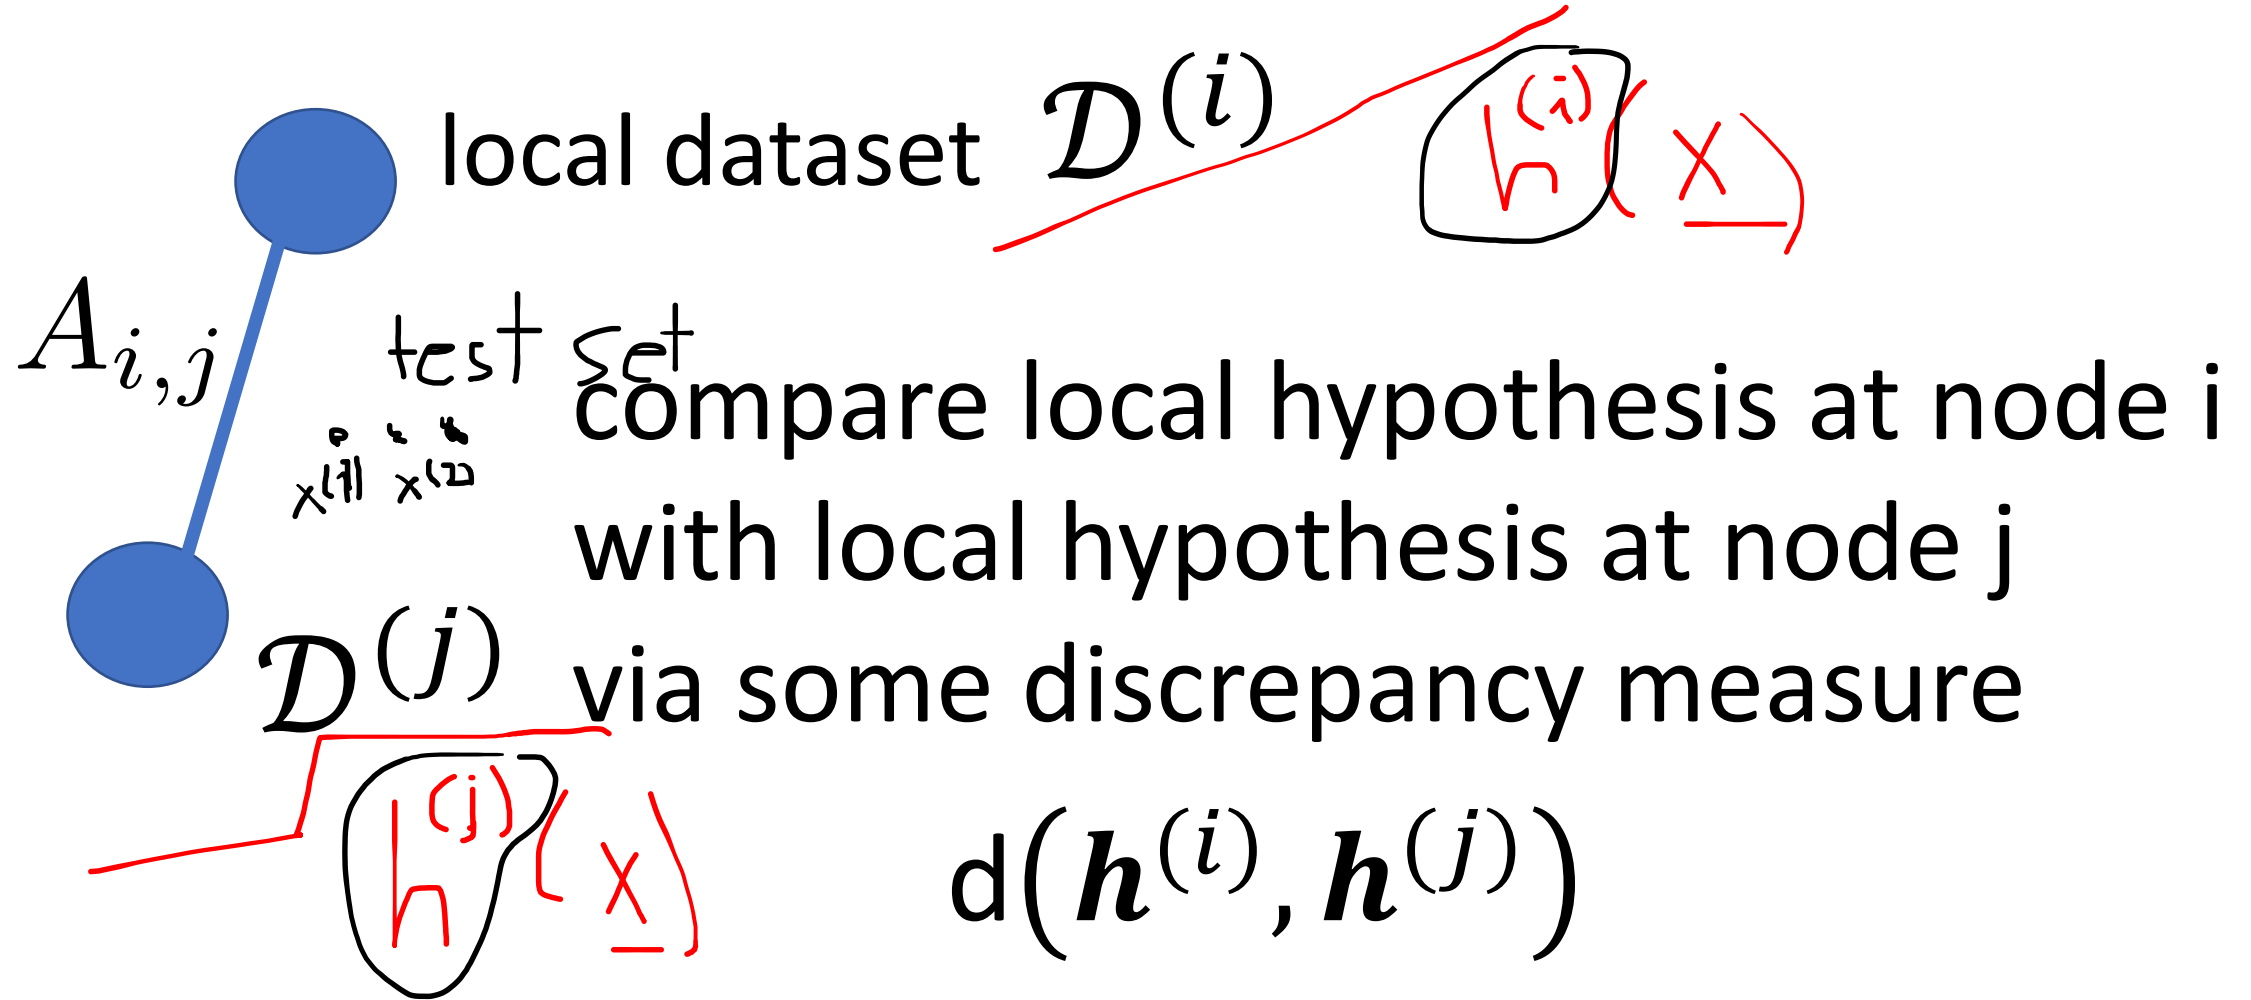 local dataset 𝒟^(i) h^(i)(x)
A_{i,j}
test set
x^(1) x^(2)
compare local hypothesis at node i
with local hypothesis at node j
𝒟^(j) via some discrepancy measure
h^(j)(x)
d(h^(i), h^(j))